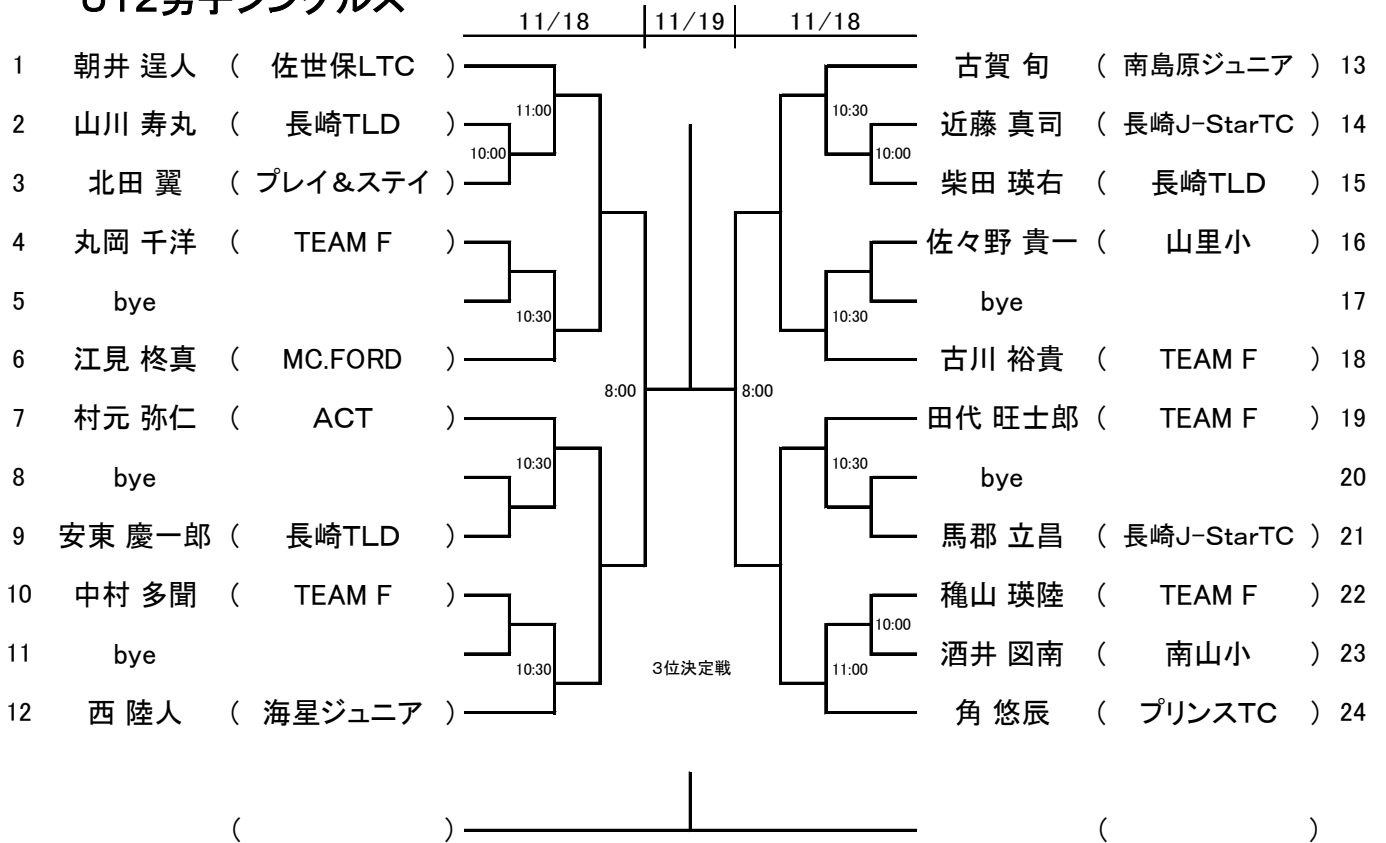 U12男子シングルス
11/18 11/19 11/18
1 朝井 逞人 ( 佐世保LTC ) 古賀 旬 ( 南島原ジュニア ) 13
11:00 10:30
2 山川 寿丸 ( 長崎TLD ) 近藤 真司 ( 長崎J-StarTC ) 14
10:00 10:00
3 北田 翼 ( プレイ&ステイ ) 柴田 瑛右 ( 長崎TLD ) 15
4 丸岡 千洋 ( TEAM F ) 佐々野 貴一 ( 山里小 ) 16
5 bye bye 17
10:30 10:30
6 江見 柊真 ( MC.FORD ) 古川 裕貴 ( TEAM F ) 18
8:00 8:00
7 村元 弥仁 ( ACT ) 田代 旺士郎 ( TEAM F ) 19
10:30 10:30
8 bye bye 20
9 安東 慶一郎 ( 長崎TLD ) 馬郡 立昌 ( 長崎J-StarTC ) 21
10 中村 多聞 ( TEAM F ) 穐山 瑛陸 ( TEAM F ) 22
10:00
11 bye 酒井 図南 ( 南山小 ) 23
10:30 3位決定戦 11:00
12 西 陸人 ( 海星ジュニア ) 角 悠辰 ( プリンスTC ) 24
( ) ( )